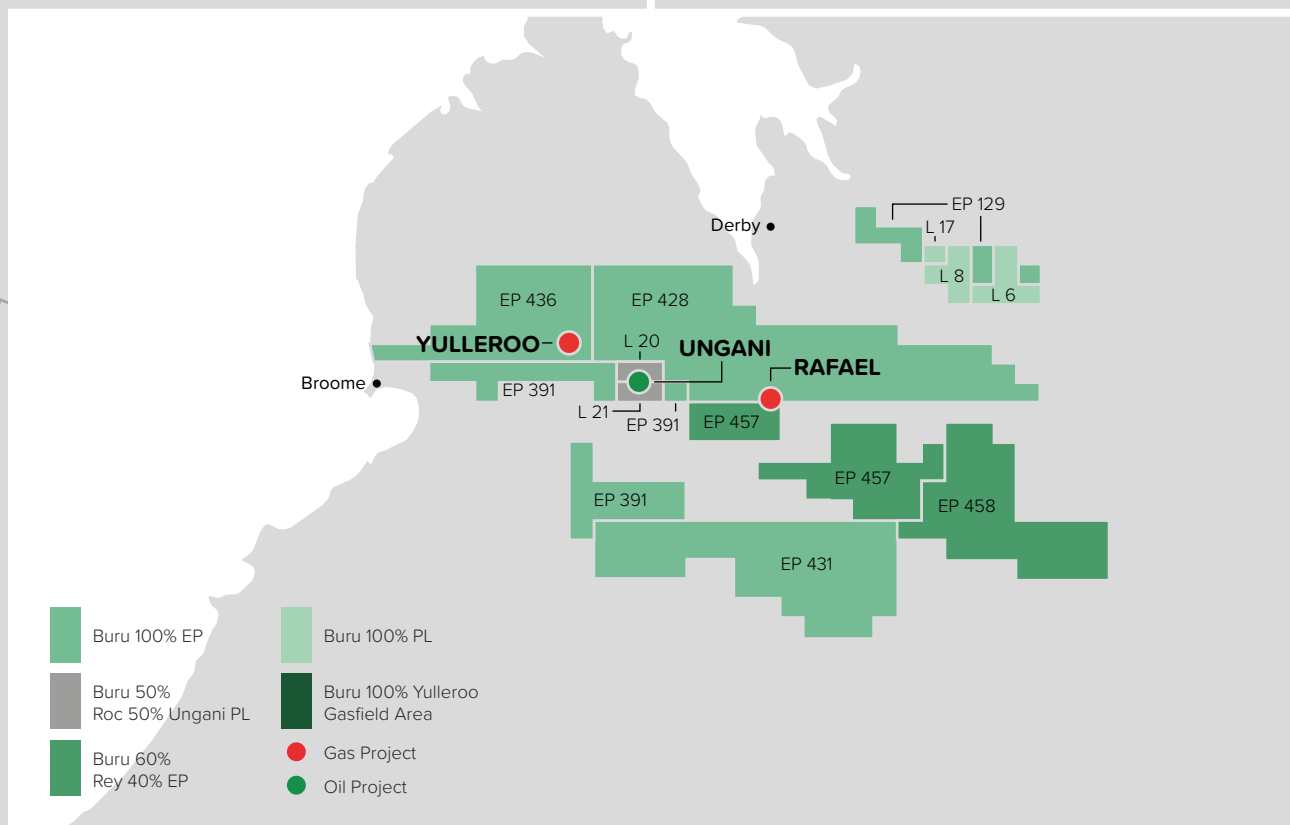 EP 129
L 17
Derby
L 8
L 6
EP 436
EP 428
YULLEROO
L 20
UNGANI
RAFAEL
Broome
EP 391
L 21
EP 391
EP 457
EP 457
EP 391
EP 458
EP 431
Buru 100% EP
Buru 50%
Roc 50% Ungani PL
Buru 60%
Rey 40% EP
Buru 100% PL
Buru 100% Yulleroo
Gasfield Area
Gas Project
Oil Project